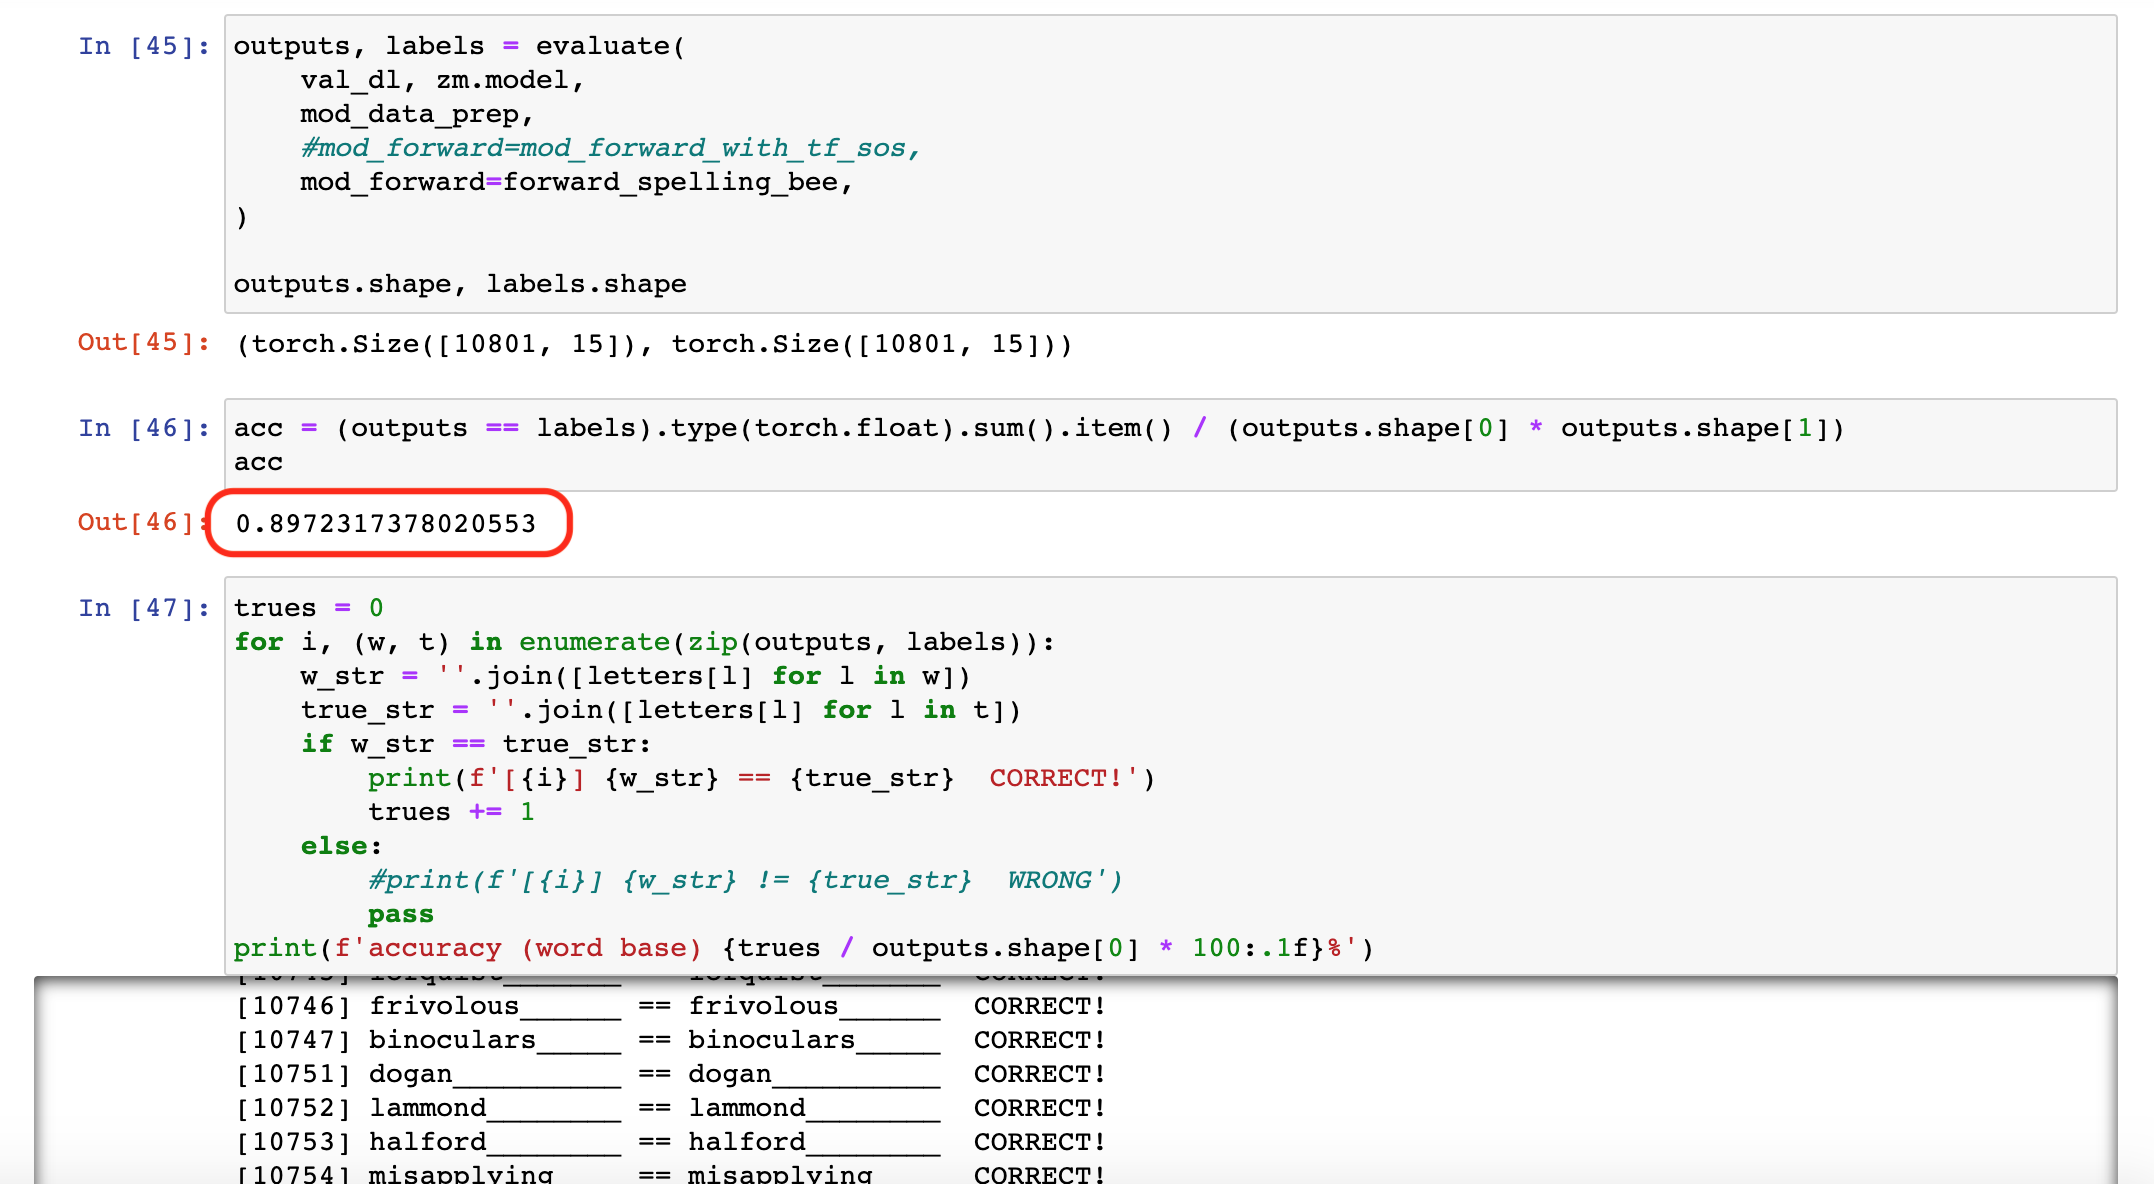 In [45]: outputs, labels = evaluate(
    val_dl, zm.model,
    mod_data_prep,
    #mod_forward=mod_forward_with_tf_sos,
    mod_forward=forward_spelling_bee,
)
outputs.shape, labels.shape
Out[45]: (torch.Size([10801, 15]), torch.Size([10801, 15]))
In [46]: acc = (outputs == labels).type(torch.float).sum().item() / (outputs.shape[0] * outputs.shape[1])
acc
Out[46]: 0.8972317378020553
In [47]: trues = 0
for i, (w, t) in enumerate(zip(outputs, labels)):
    w_str = ''.join([letters[l] for l in w])
    true_str = ''.join([letters[l] for l in t])
    if w_str == true_str:
        print(f'[{i}] {w_str} == {true_str}  CORRECT!')
        trues += 1
    else:
        #print(f'[{i}] {w_str} != {true_str}  WRONG')
        pass
print(f'accuracy (word base) {trues / outputs.shape[0] * 100:.1f}%')
[10746] frivolous______ == frivolous______  CORRECT!
[10747] binoculars_____ == binoculars_____  CORRECT!
[10751] dogan__________ == dogan__________  CORRECT!
[10752] lammond________ == lammond________  CORRECT!
[10753] halford________ == halford________  CORRECT!
[10754] misapplying == misapplying CORRECT!